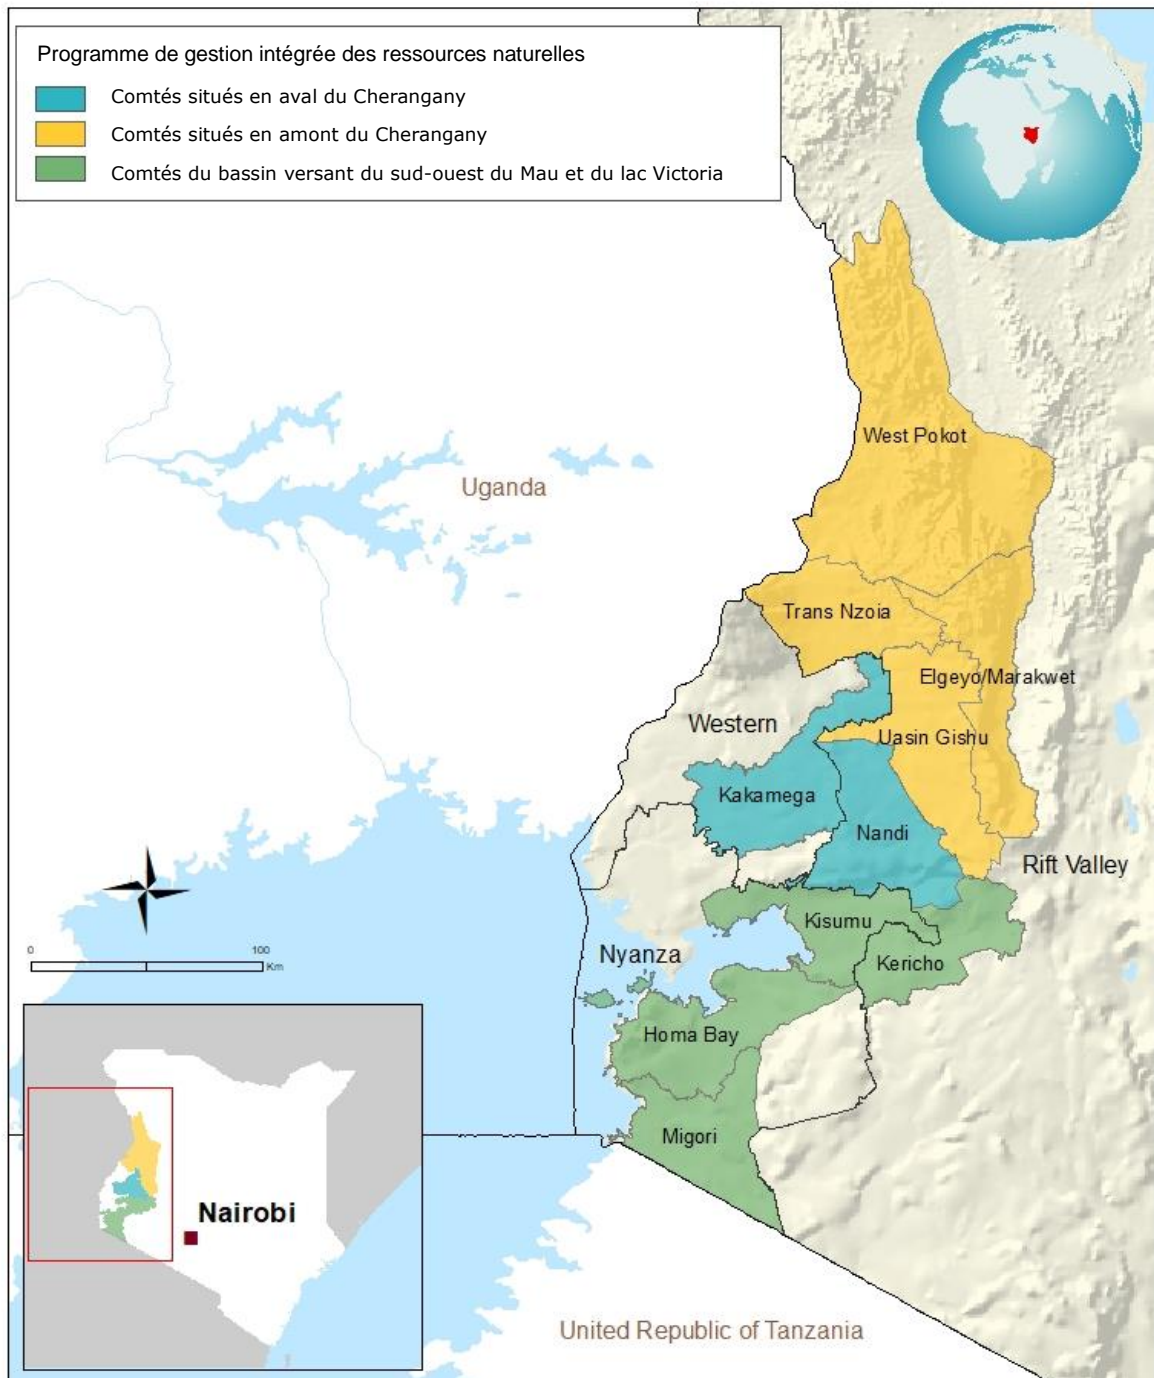 Programme de gestion intégrée des ressources naturelles
Comtés situés en aval du Cherangany
Comtés situés en amont du Cherangany
Comtés du bassin versant du sud-ouest du Mau et du lac Victoria
West Pokot
Uganda
Trans Nzoia
Elgeyo/Marakwet
Western
Uasin Gishu
Kakamega
Nandi
Rift Valley
Kisumu
Nyanza
Kericho
0 100
Km
Homa Bay
Migori
Nairobi
United Republic of Tanzania